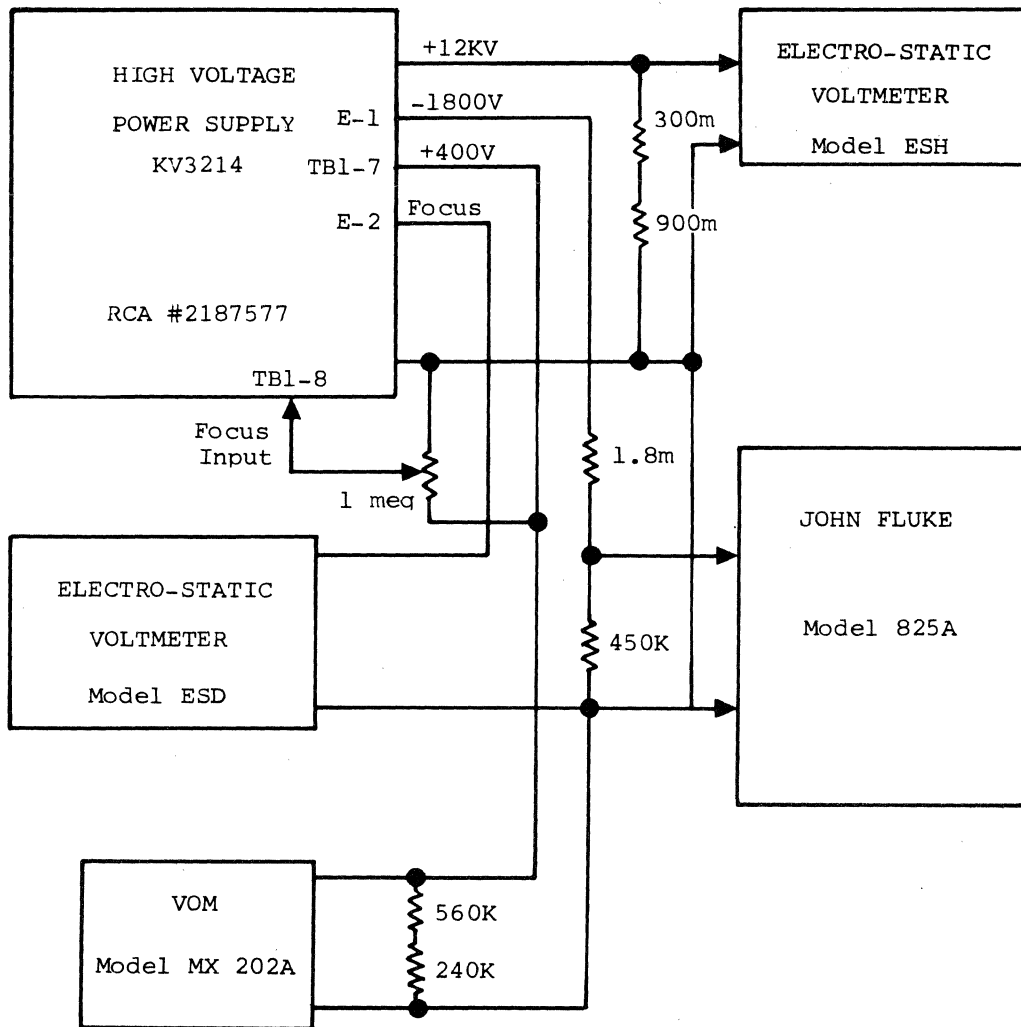 HIGH VOLTAGE
POWER SUPPLY
KV3214
E-1
TB1-7
E-2
RCA #2187577
TB1-8
+12KV
-1800V
+400V
Focus
300m
900m
ELECTRO-STATIC
VOLTMETER
Model ESH
Focus
Input
1 meg
1.8m
450K
JOHN FLUKE
Model 825A
ELECTRO-STATIC
VOLTMETER
Model ESD
VOM
Model MX 202A
560K
240K